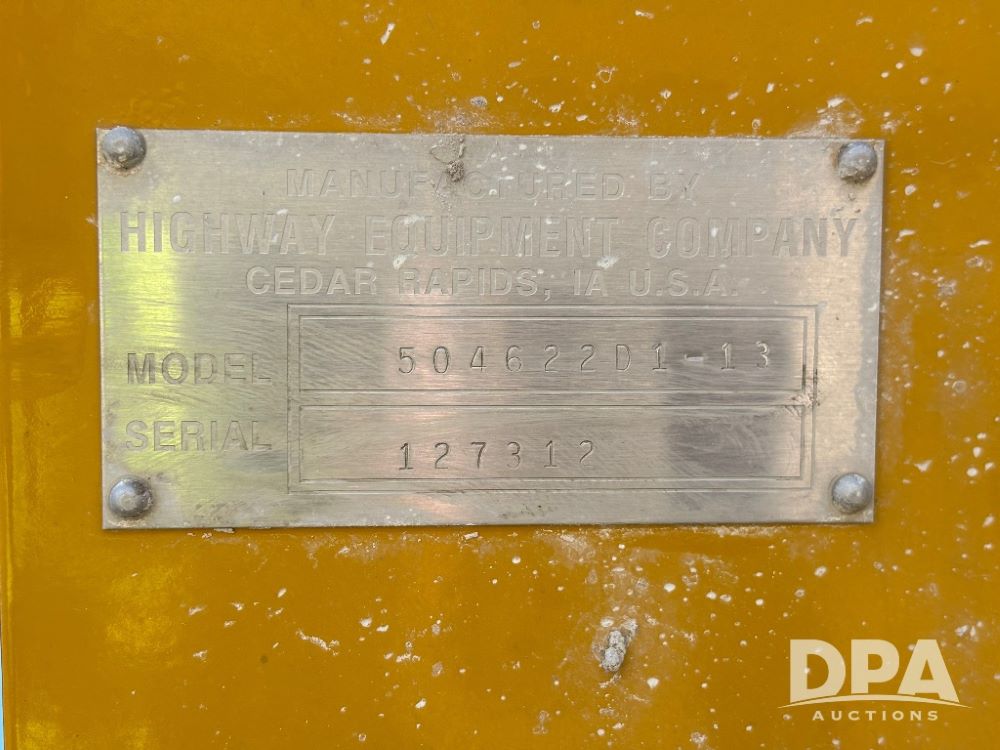 MANUFACTURED BY
HIGHWAY EQUIPMENT COMPANY
CEDAR RAPIDS, IA U.S.A.
MODEL 504622D1-13
SERIAL 127312
DPA
AUCTIONS